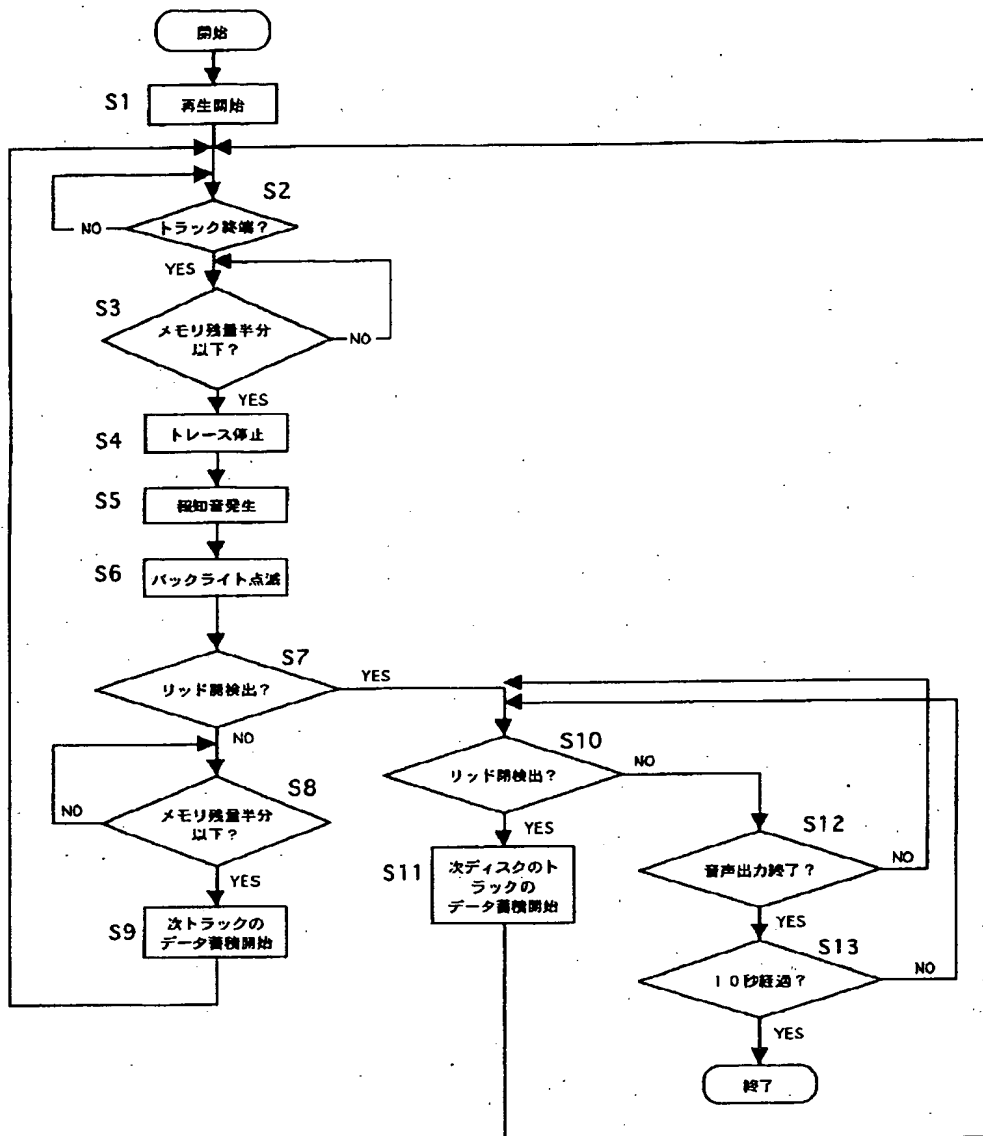 開始
S1
再生開始
S2
トラック終端?
NO
YES
S3
メモリ残量半分
以下?
NO
YES
S4
トレース停止
S5
報知音発生
S6
バックライト点滅
S7
リッド開検出?
YES
NO
S8
メモリ残量半分
以下?
NO
YES
S9
次トラックの
データ蓄積開始
S10
リッド閉検出?
NO
YES
S11
次ディスクのト
ラックの
データ蓄積開始
S12
音声出力終了?
NO
YES
S13
10秒経過?
NO
YES
終了